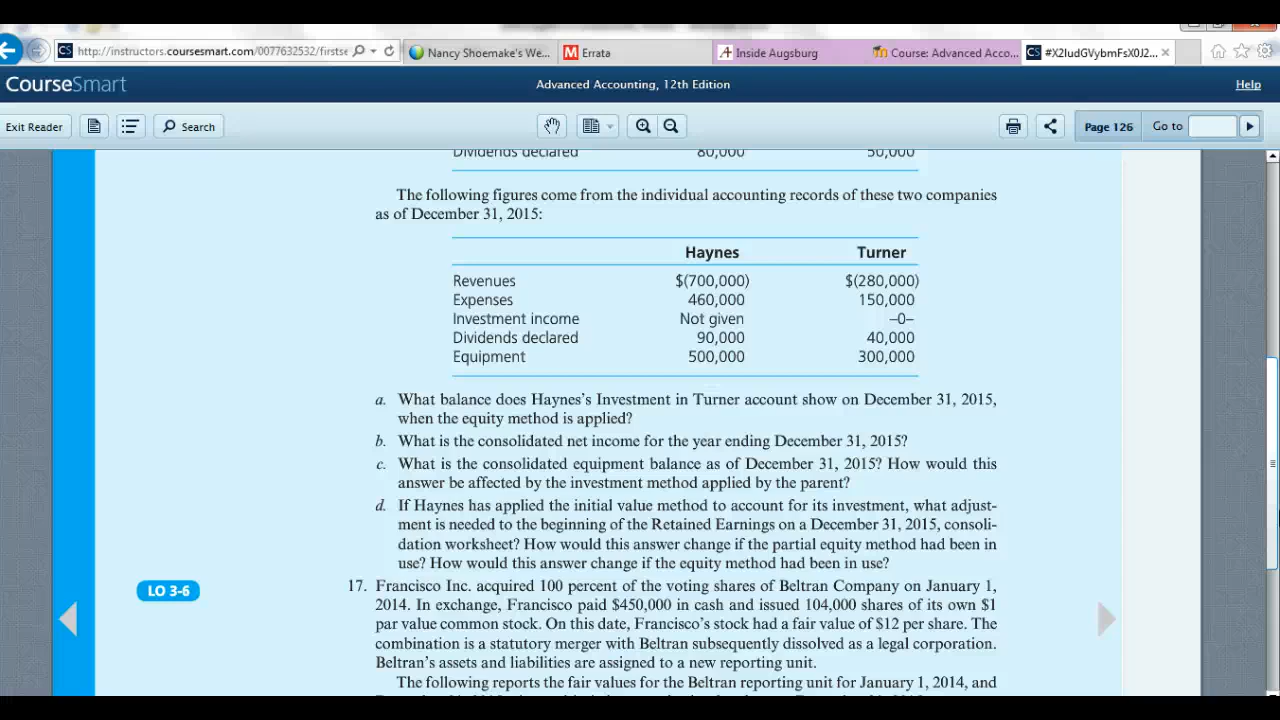 http://instructors.coursesmart.com/0077632532/firstse
Nancy Shoemake's We...
Errata
Inside Augsburg
Course: Advanced Acco...
#X2ludGVybmFsX0J2...
CourseSmart
Advanced Accounting, 12th Edition
Help
Exit Reader
Search
Page 126
Go to
Dividends declared 80,000 50,000
The following figures come from the individual accounting records of these two companies
as of December 31, 2015:
Haynes Turner
Revenues $(700,000) $(280,000)
Expenses 460,000 150,000
Investment income Not given –0–
Dividends declared 90,000 40,000
Equipment 500,000 300,000
a. What balance does Haynes's Investment in Turner account show on December 31, 2015,
when the equity method is applied?
b. What is the consolidated net income for the year ending December 31, 2015?
c. What is the consolidated equipment balance as of December 31, 2015? How would this
answer be affected by the investment method applied by the parent?
d. If Haynes has applied the initial value method to account for its investment, what adjust-
ment is needed to the beginning of the Retained Earnings on a December 31, 2015, consoli-
dation worksheet? How would this answer change if the partial equity method had been in
use? How would this answer change if the equity method had been in use?
LO 3-6
17. Francisco Inc. acquired 100 percent of the voting shares of Beltran Company on January 1,
2014. In exchange, Francisco paid $450,000 in cash and issued 104,000 shares of its own $1
par value common stock. On this date, Francisco's stock had a fair value of $12 per share. The
combination is a statutory merger with Beltran subsequently dissolved as a legal corporation.
Beltran's assets and liabilities are assigned to a new reporting unit.
The following reports the fair values for the Beltran reporting unit for January 1, 2014, and